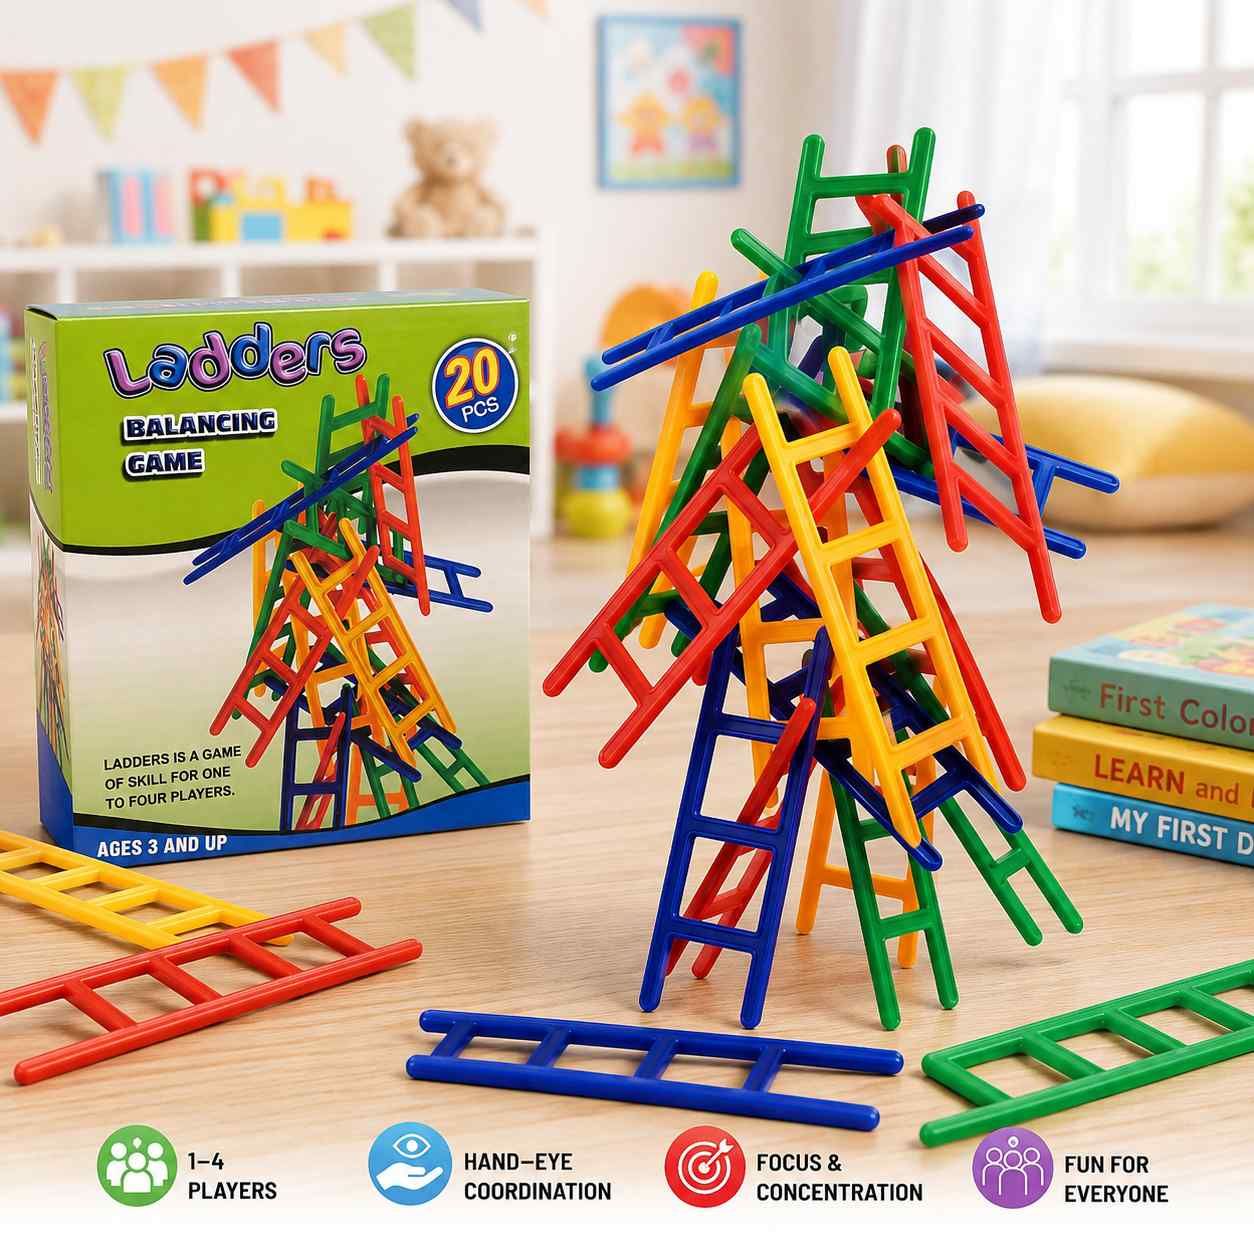 Ladders
BALANCING
GAME
20
PCS
LADDERS IS A GAME
OF SKILL FOR ONE
TO FOUR PLAYERS.
AGES 3 AND UP
First Color
LEARN and
MY FIRST D
1–4
PLAYERS
HAND–EYE
COORDINATION
FOCUS &
CONCENTRATION
FUN FOR
EVERYONE